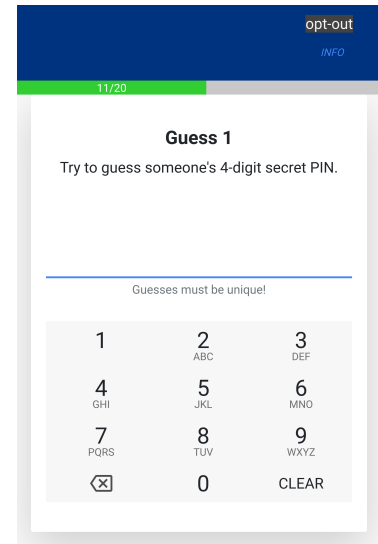 opt-out
INFO
11/20
Guess 1
Try to guess someone's 4-digit secret PIN.
Guesses must be unique!
1 2 3
ABC DEF
4 5 6
GHI JKL MNO
7 8 9
PQRS TUV WXYZ
0 CLEAR